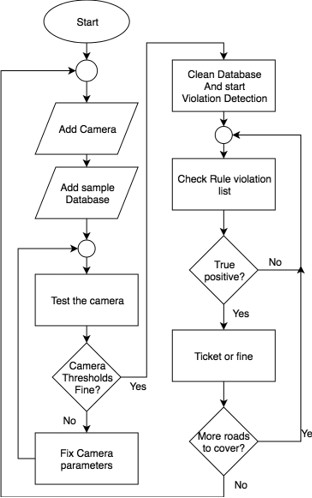 Start
Add Camera
Add sample
Database
Test the camera
Camera
Thresholds
Fine?
Yes
No
Fix Camera
parameters
Clean Database
And start
Violation Detection
Check Rule violation
list
True
positive?
No
Yes
Ticket or fine
More roads
to cover?
Ye
No